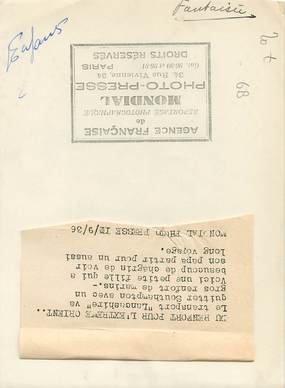 Fantaisie
Enfants
68
AGENCE FRANÇAISE
de
REPORTAGE PHOTOGRAPHIQUE
MONDIAL
PHOTO-PRESSE
34, Rue Vivienne, 34
PARIS
DROITS RÉSERVÉS
DU RENFORT POUR L'EXTREME ORIENT..
Le transport "Lancashire" va
quitter Southampton avec un
gros renfort de marins.-
Voici une petite fille qui a
beaucoup de chagrin de voir
son papa partir pour un aussi
long voyage.
MONDIAL PHOTO PRESSE /9/36